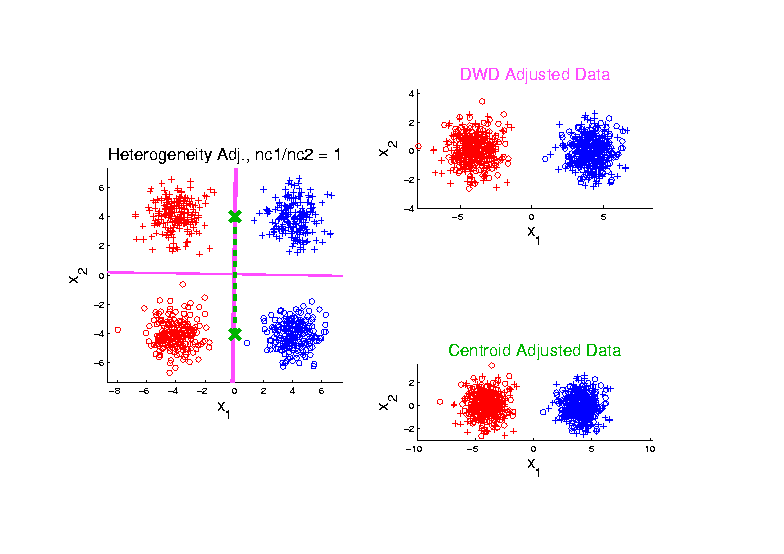 Heterogeneity Adj., nc1/nc2 = 1
6
4
2
0
−2
−4
−6
x2
−8 −6 −4 −2 0 2 4 6
x1
DWD Adjusted Data
4
2
0
−2
−4
x2
−5 0 5
x1
Centroid Adjusted Data
2
0
−2
x2
−10 −5 0 5 10
x1